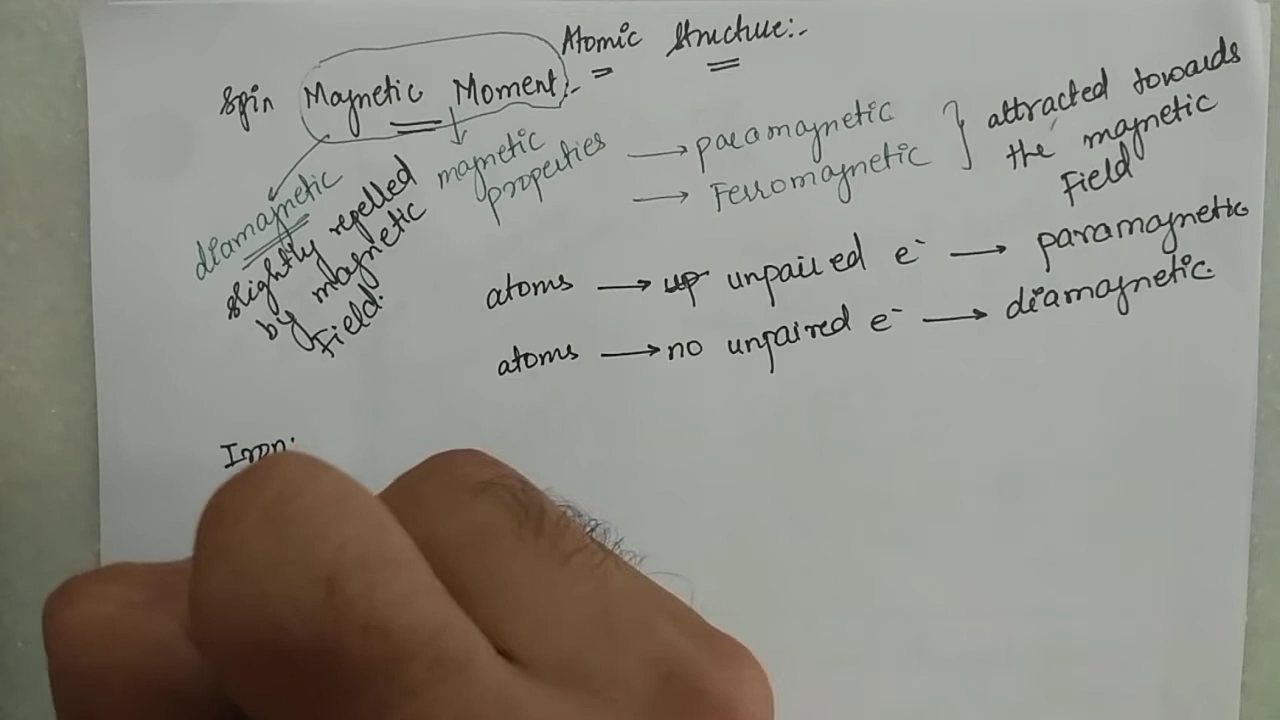 Atomic Structure:-
Spin Magnetic Moment:-
diamagnetic
slightly repelled
by magnetic
field.
magnetic
properties
→ paramagnetic
→ Ferromagnetic
} attracted towards
the magnetic
Field
atoms → up unpaired e⁻ → paramagnetic
atoms → no unpaired e⁻ → diamagnetic.
Iron: